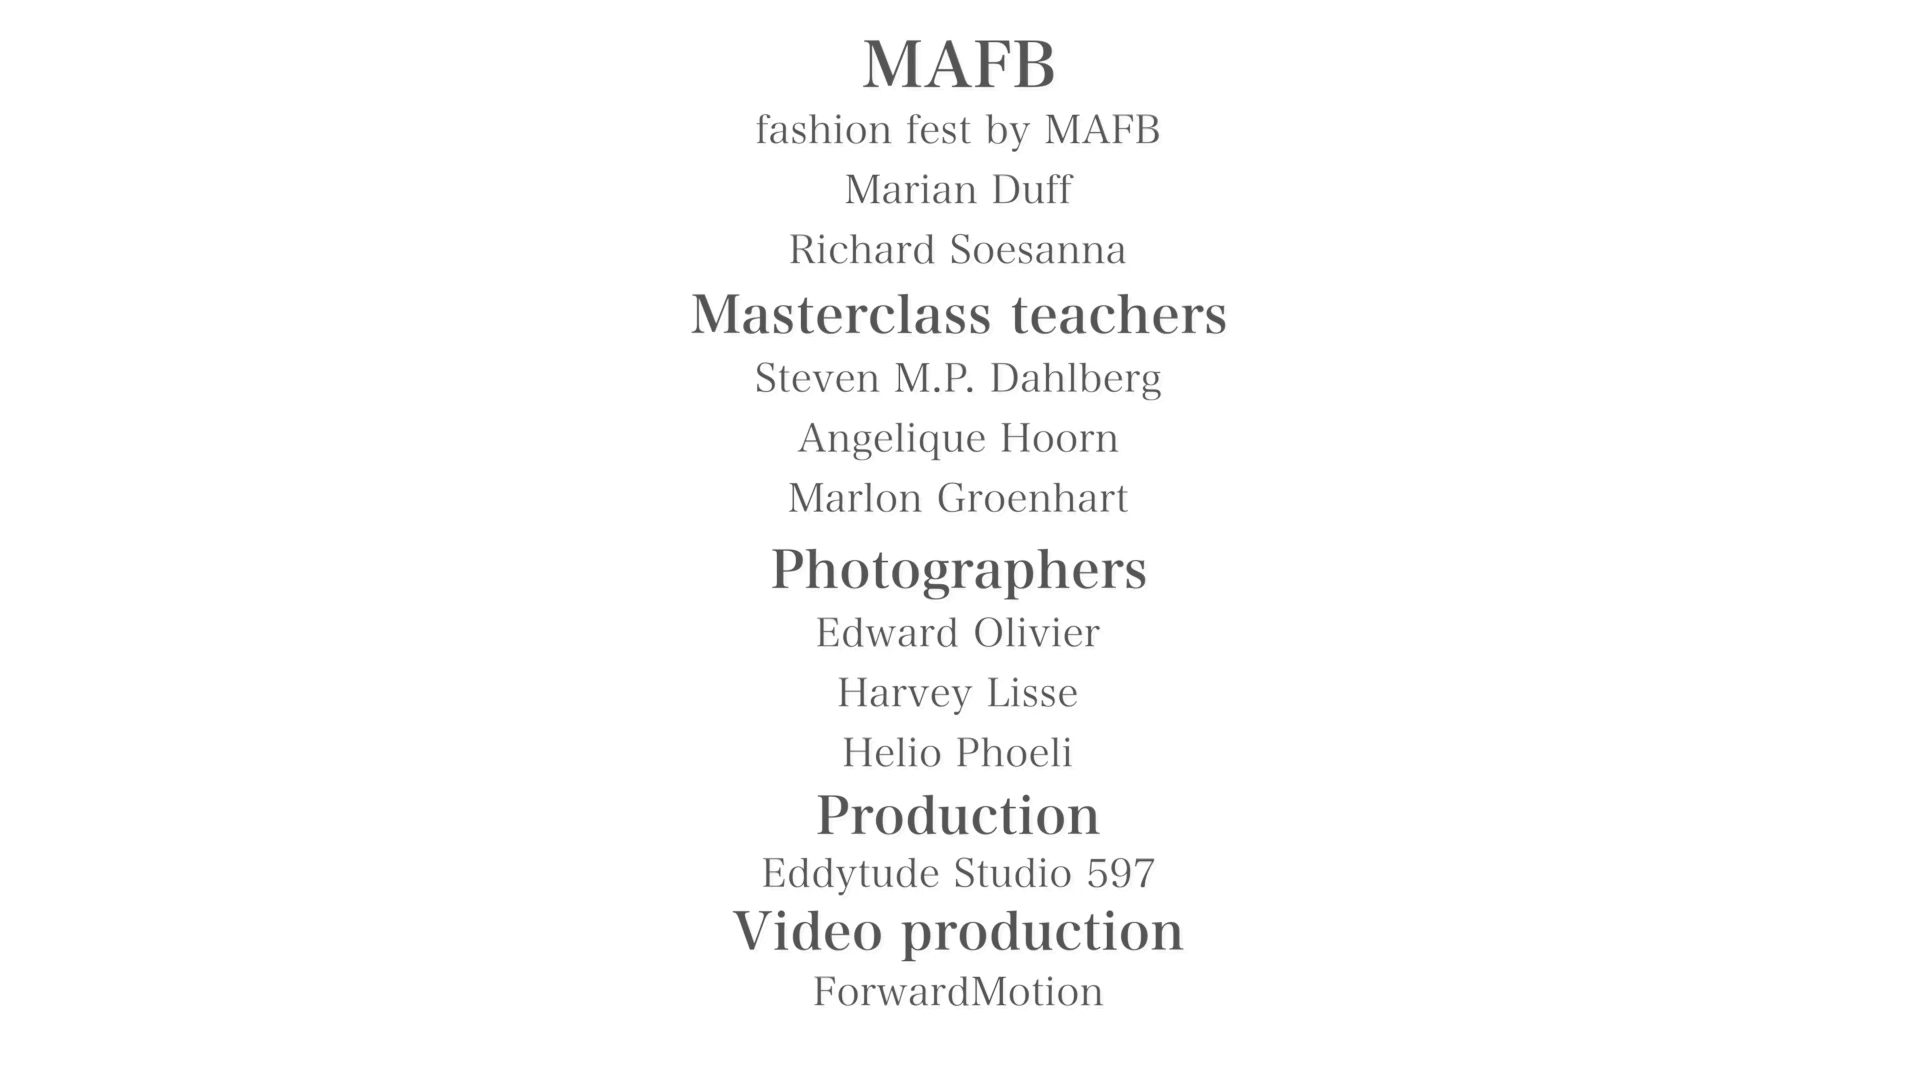 MAFB
fashion fest by MAFB
Marian Duff
Richard Soesanna
Masterclass teachers
Steven M.P. Dahlberg
Angelique Hoorn
Marlon Groenhart
Photographers
Edward Olivier
Harvey Lisse
Helio Phoeli
Production
Eddytude Studio 597
Video production
ForwardMotion